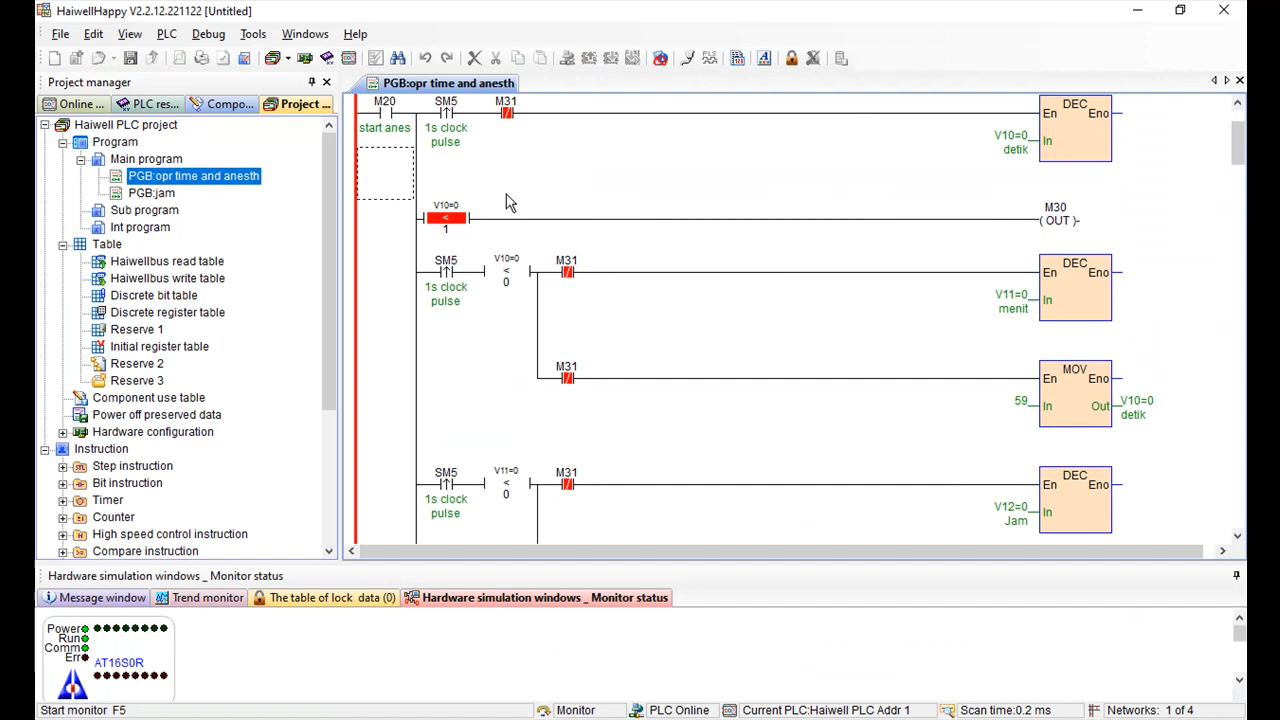 HaiwellHappy V2.2.12.221122 [Untitled]
File Edit View PLC Debug Tools Windows Help
Project manager
PGB:opr time and anesth
Online ... PLC res... Compo... Project ...
Haiwell PLC project
Program
Main program
PGB:opr time and anesth
PGB:jam
Sub program
Int program
Table
Haiwellbus read table
Haiwellbus write table
Discrete bit table
Discrete register table
Reserve 1
Initial register table
Reserve 2
Reserve 3
Component use table
Power off preserved data
Hardware configuration
Instruction
Step instruction
Bit instruction
Timer
Counter
High speed control instruction
Compare instruction
M20 SM5 M31 DEC
En Eno
start anes 1s clock pulse
V10=0 In
detik
V10=0 M30
< ( OUT )-
1
SM5 V10=0 M31 DEC
< En Eno
1s clock pulse 0 V11=0 In
menit
M31 MOV
En Eno
59 In Out V10=0
detik
SM5 V11=0 M31 DEC
< En Eno
1s clock pulse 0 V12=0 In
Jam
Hardware simulation windows _ Monitor status
Message window Trend monitor The table of lock data (0) Hardware simulation windows _ Monitor status
Power
Run
Comm
Err AT16S0R
Start monitor F5 Monitor PLC Online Current PLC:Haiwell PLC Addr 1 Scan time:0.2 ms Networks: 1 of 4